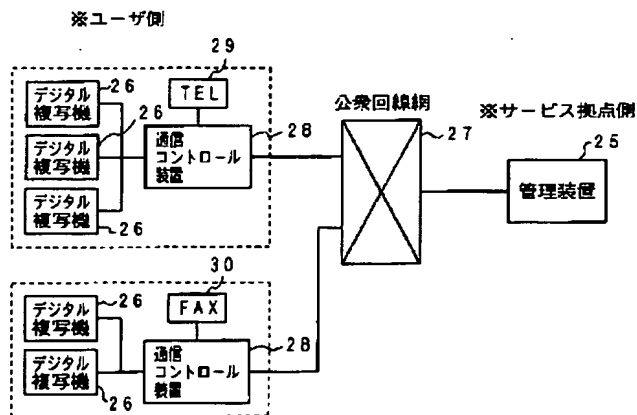 ※ユーザ側
29
デジタル
複写機
26
TEL
デジタル
複写機
26
通信
コントロール
装置
28
デジタル
複写機
26
公衆回線網
27
※サービス拠点側
25
管理装置
30
デジタル
複写機
26
FAX
デジタル
複写機
26
通信
コントロール
装置
28